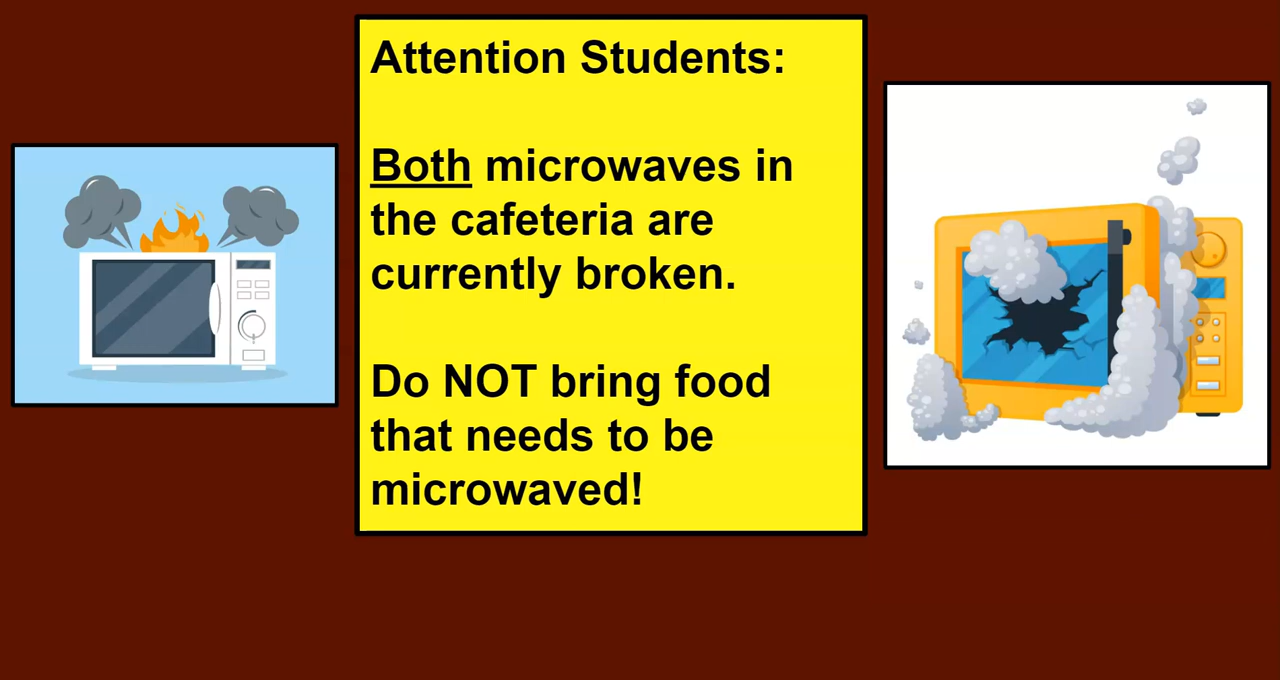 Attention Students:
Both microwaves in
the cafeteria are
currently broken.
Do NOT bring food
that needs to be
microwaved!